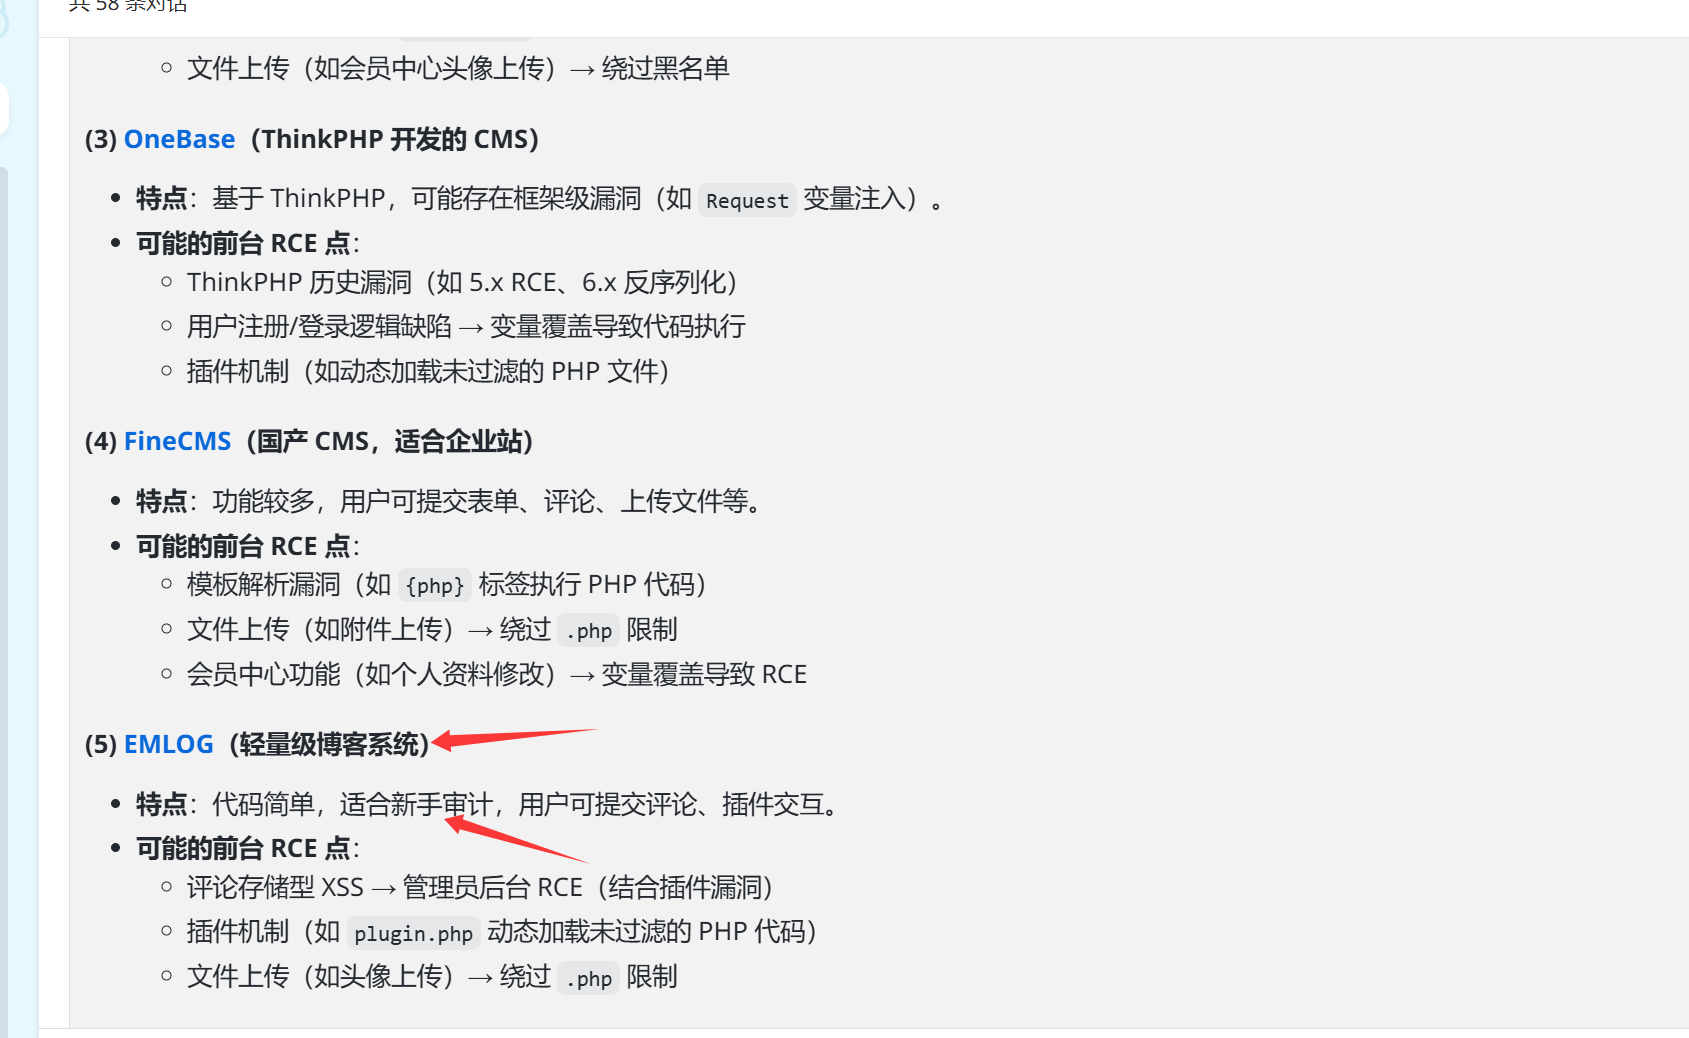 共 58 条对话
文件上传（如会员中心头像上传）→ 绕过黑名单
(3) OneBase（ThinkPHP 开发的 CMS）
特点：基于 ThinkPHP，可能存在框架级漏洞（如 Request 变量注入）。
可能的前台 RCE 点：
ThinkPHP 历史漏洞（如 5.x RCE、6.x 反序列化）
用户注册/登录逻辑缺陷 → 变量覆盖导致代码执行
插件机制（如动态加载未过滤的 PHP 文件）
(4) FineCMS（国产 CMS，适合企业站）
特点：功能较多，用户可提交表单、评论、上传文件等。
可能的前台 RCE 点：
模板解析漏洞（如 {php} 标签执行 PHP 代码）
文件上传（如附件上传）→ 绕过 .php 限制
会员中心功能（如个人资料修改）→ 变量覆盖导致 RCE
(5) EMLOG（轻量级博客系统）
特点：代码简单，适合新手审计，用户可提交评论、插件交互。
可能的前台 RCE 点：
评论存储型 XSS → 管理员后台 RCE（结合插件漏洞）
插件机制（如 plugin.php 动态加载未过滤的 PHP 代码）
文件上传（如头像上传）→ 绕过 .php 限制